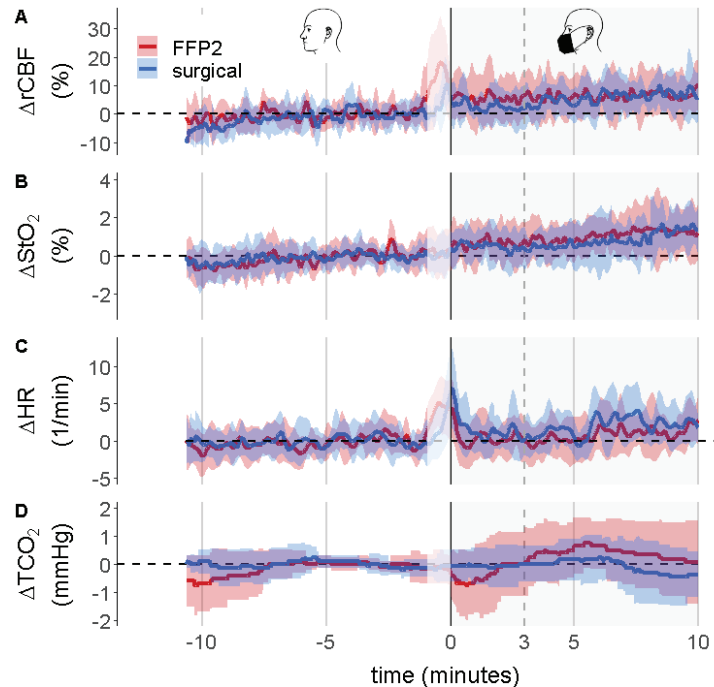 A
ΔrCBF
(%)
30
20
10
0
-10
FFP2
surgical
B
ΔStO2
(%)
4
2
0
-2
C
ΔHR
(1/min)
10
5
0
-5
D
ΔTCO2
(mmHg)
2
1
0
-1
-2
-10
-5
0
3
5
10
time (minutes)